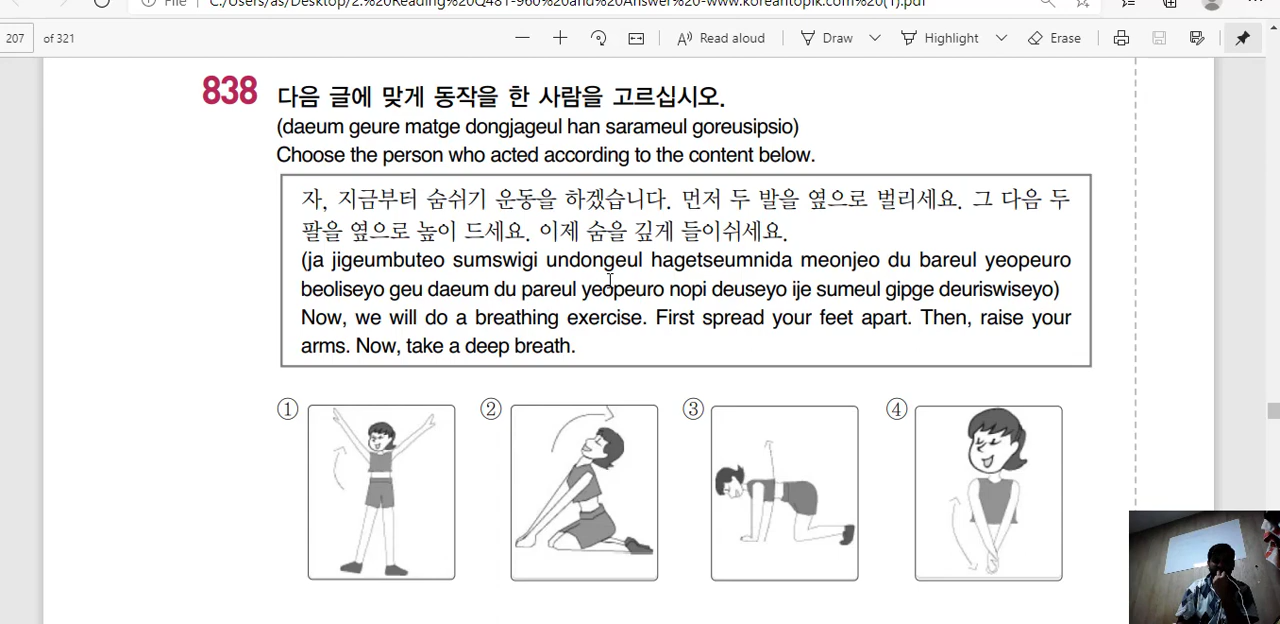 File C:/Users/as/Desktop/2.%20Reading%20Q481-960%20and%20Answer%20-www.koreantopik.com%20(1).pdf
207 of 321 Read aloud Draw Highlight Erase
838 다음 글에 맞게 동작을 한 사람을 고르십시오.
(daeum geure matge dongjageul han sarameul goreusipsio)
Choose the person who acted according to the content below.
자, 지금부터 숨쉬기 운동을 하겠습니다. 먼저 두 발을 옆으로 벌리세요. 그 다음 두
팔을 옆으로 높이 드세요. 이제 숨을 깊게 들이쉬세요.
(ja jigeumbuteo sumswigi undongeul hagetseumnida meonjeo du bareul yeopeuro
beoliseyo geu daeum du pareul yeopeuro nopi deuseyo ije sumeul gipge deuriswiseyo)
Now, we will do a breathing exercise. First spread your feet apart. Then, raise your
arms. Now, take a deep breath.
① ② ③ ④